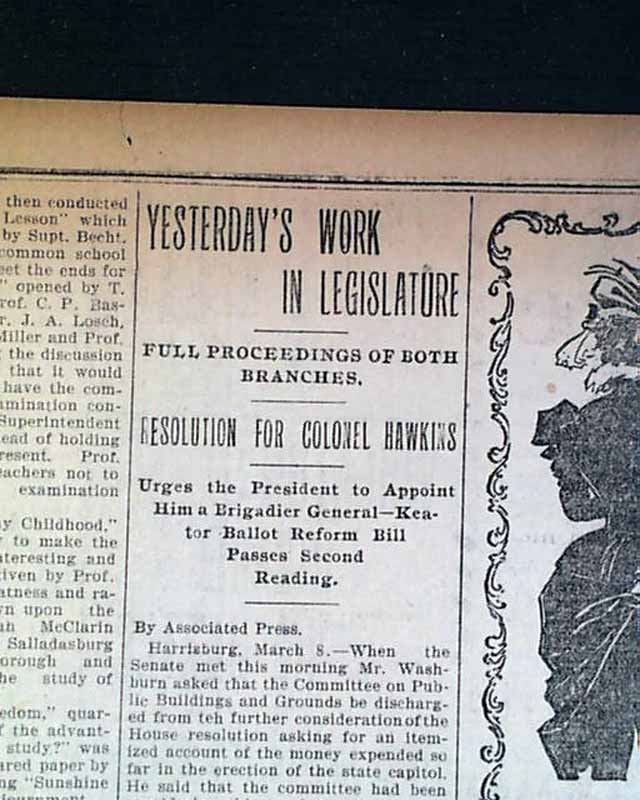 then conducted
Lesson" which
by Supt. Becht.
common school
eet the ends for
" opened by T.
rof. C. P. Bas-
r. J. A. Losch,
Miller and Prof.
the discussion
that it would
have the com-
amination con-
Superintendent
ead of holding
resent. Prof.
eachers not to
examination
y Childhood,"
to make the
nteresting and
iven by Prof.
atness and ra-
wn upon the
ah McClarin
Salladasburg
orough and
he study of
edom," quar-
f the advant-
study?" was
ared paper by
ng "Sunshine
YESTERDAY'S WORK
IN LEGISLATURE
FULL PROCEEDINGS OF BOTH
BRANCHES.
RESOLUTION FOR COLONEL HAWKINS
Urges the President to Appoint
Him a Brigadier General—Kea-
tor Ballot Reform Bill
Passes Second
Reading.
By Associated Press.
Harrisburg, March 8.—When the
Senate met this morning Mr. Wash-
burn asked that the Committee on Pub-
lic Buildings and Grounds be discharg-
ed from teh further consideration of the
House resolution asking for an item-
ized account of the money expended so
far in the erection of the state capitol.
He said that the committee had been